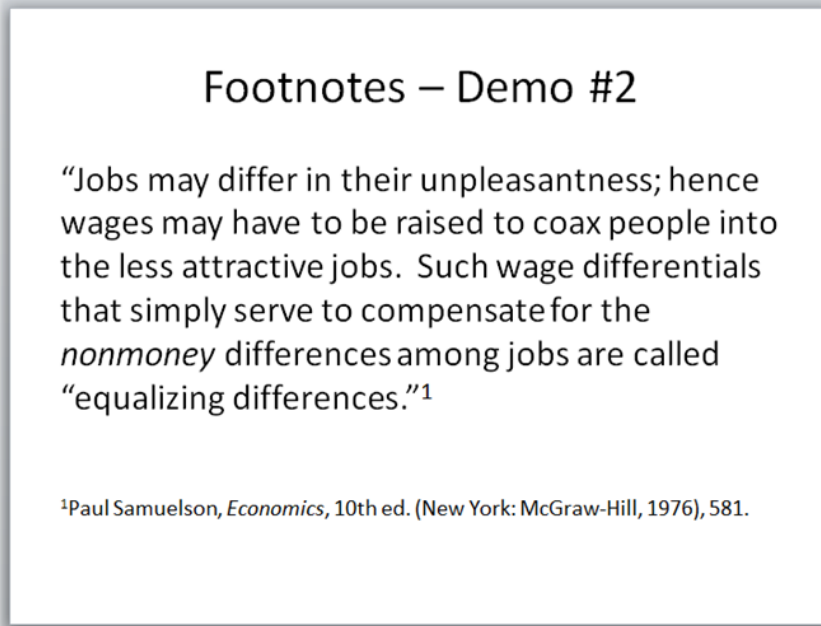 Footnotes – Demo #2
“Jobs may differ in their unpleasantness; hence
wages may have to be raised to coax people into
the less attractive jobs.  Such wage differentials
that simply serve to compensate for the
nonmoney differences among jobs are called
“equalizing differences.”¹
¹Paul Samuelson, Economics, 10th ed. (New York: McGraw-Hill, 1976), 581.